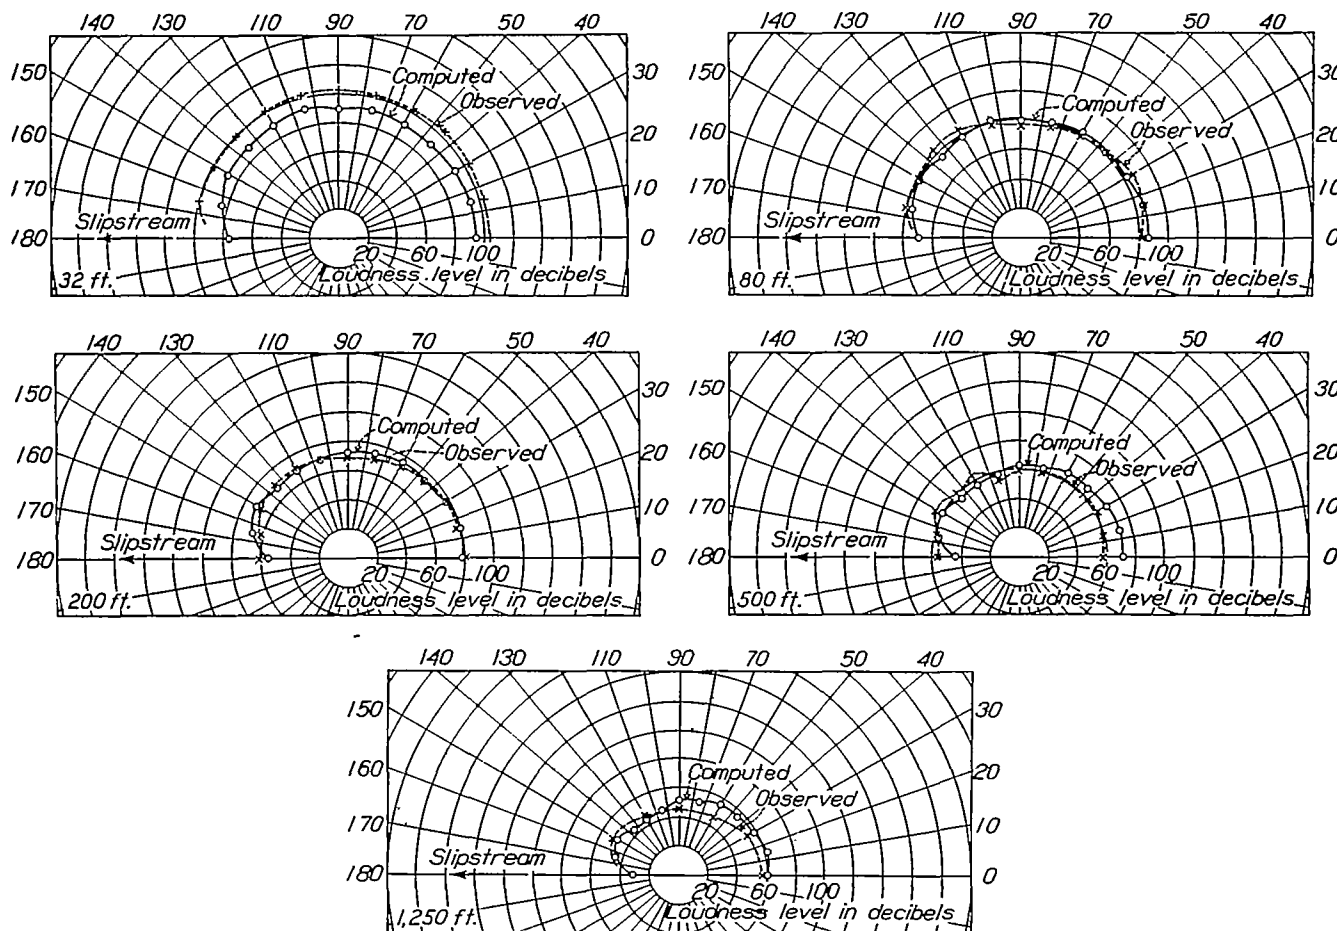 140 130 110 90 70 50 40
150 30
Computed
Observed
160 20
170 10
Slipstream
180 0
20 60 100
32 ft. Loudness level in decibels
140 130 110 90 70 50 40
150 30
Computed
160 Observed 20
170 10
Slipstream
180 0
20 60 100
80 ft. Loudness level in decibels
140 130 110 90 70 50 40
150 30
Computed
160 Observed 20
170 10
Slipstream
180 0
20 60 100
200 ft. Loudness level in decibels
140 130 110 90 70 50 40
150 30
Computed
160 Observed 20
170 10
Slipstream
180 0
20 60 100
500 ft. Loudness level in decibels
140 130 110 90 70 50 40
150 30
160 Computed 20
Observed
170 10
Slipstream
180 0
20 60 100
1,250 ft. Loudness level in decibels